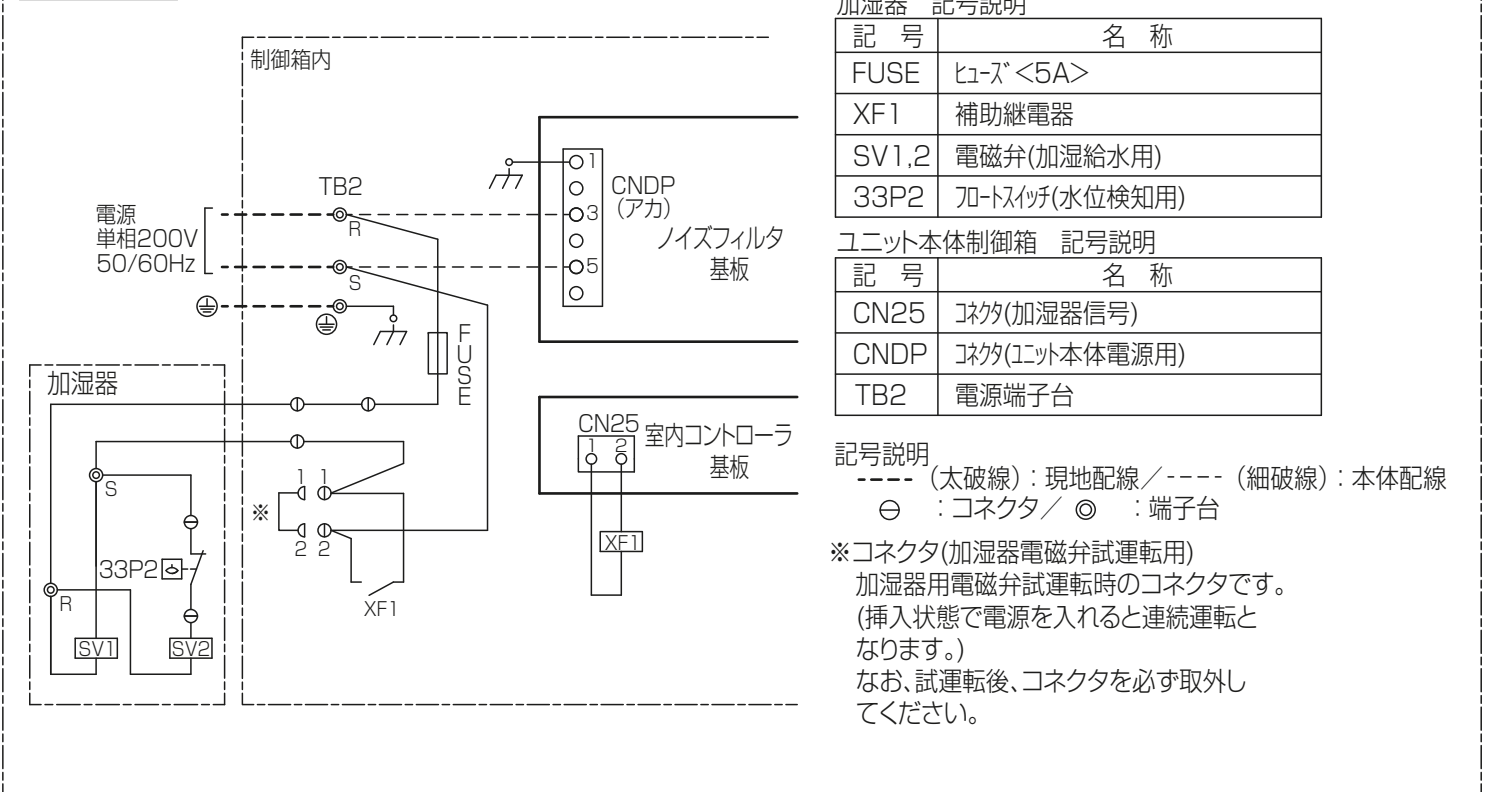 制御箱内
TB2
R
S
電源
単相200V
50/60Hz
1
3
5
CNDP
(アカ)
ノイズフィルタ
基板
FUSE
加湿器
S
33P2
R
SV1
SV2
※
1 1
2 2
XF1
CN25
1 2
室内コントローラ
基板
XF1
加湿器 記号説明
記 号 名 称
FUSE ﾋｭｰｽﾞ<5A>
XF1 補助継電器
SV1,2 電磁弁(加湿給水用)
33P2 ﾌﾛｰﾄｽｲｯﾁ(水位検知用)
ユニット本体制御箱 記号説明
記 号 名 称
CN25 ｺﾈｸﾀ(加湿器信号)
CNDP ｺﾈｸﾀ(ﾕﾆｯﾄ本体電源用)
TB2 電源端子台
記号説明
---- (太破線):現地配線/---- (細破線):本体配線
⊖ :コネクタ/ ◎ :端子台
※コネクタ(加湿器電磁弁試運転用)
加湿器用電磁弁試運転時のコネクタです。
(挿入状態で電源を入れると連続運転と
なります。)
なお、試運転後、コネクタを必ず取外し
てください。